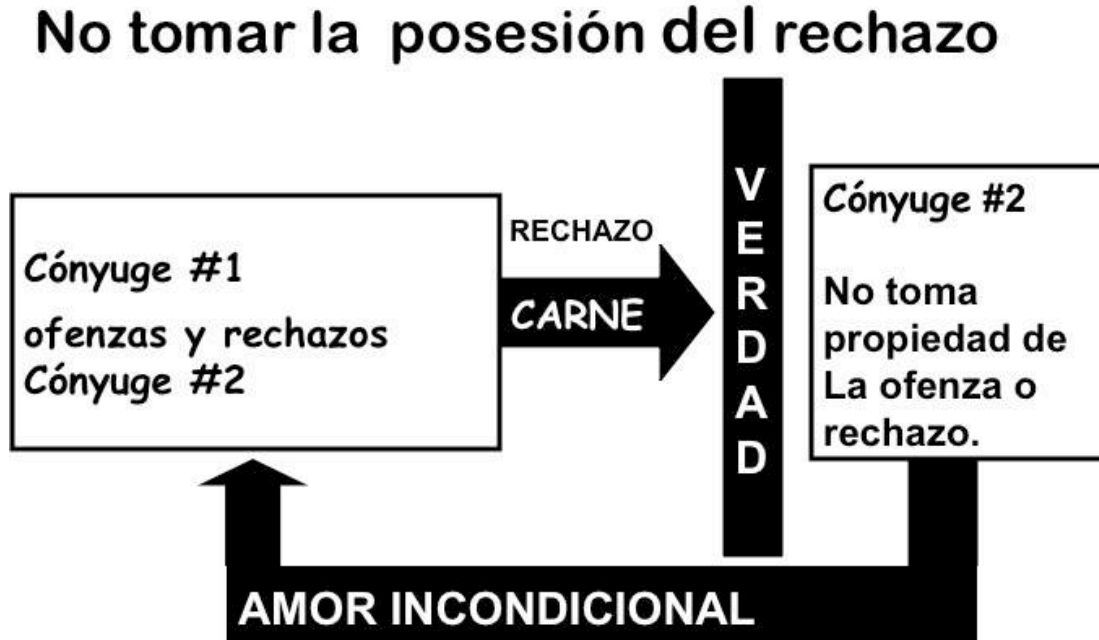 No tomar la posesión del rechazo
Cónyuge #1
ofenzas y rechazos
Cónyuge #2
RECHAZO
CARNE
VERDAD
Cónyuge #2
No toma
propiedad de
La ofenza o
rechazo.
AMOR INCONDICIONAL